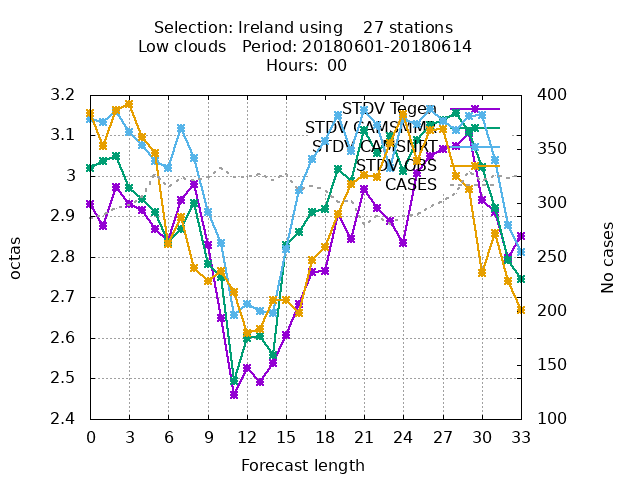 Selection: Ireland using    27 stations
Low clouds   Period: 20180601-20180614
Hours:  00
STDV Tegen
STDV CAMSMMR
STDV CAMSNRT
STDV OBS
CASES
octas
No cases
3.2
3.1
3
2.9
2.8
2.7
2.6
2.5
2.4
400
350
300
250
200
150
100
0 3 6 9 12 15 18 21 24 27 30 33
Forecast length